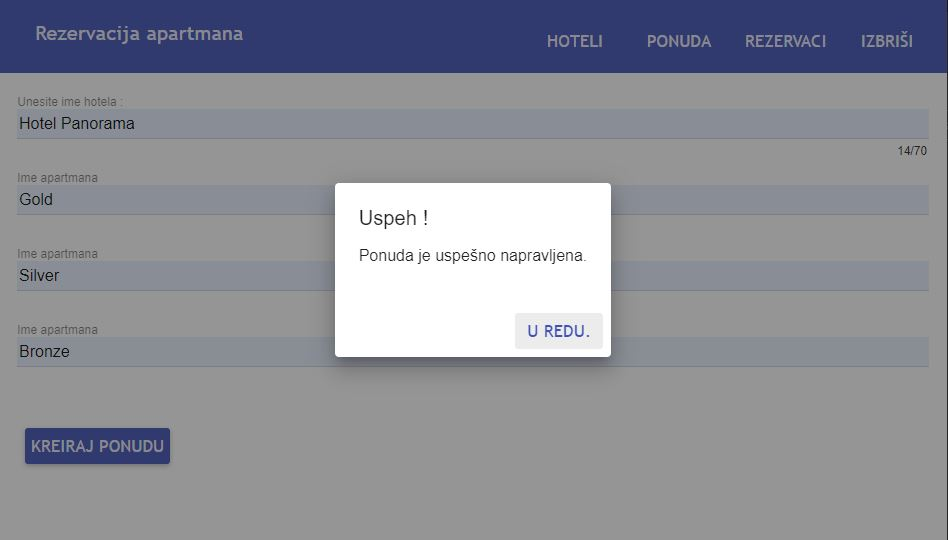 Rezervacija apartmana
HOTELI PONUDA REZERVACI IZBRIŠI
Unesite ime hotela :
Hotel Panorama
14/70
Ime apartmana
Gold
Ime apartmana
Silver
Ime apartmana
Bronze
Uspeh !
Ponuda je uspešno napravljena.
U REDU.
KREIRAJ PONUDU